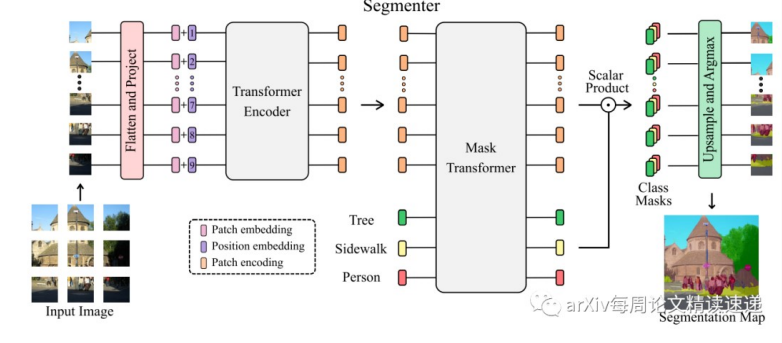 Segmenter
Flatten and Project
+1
+2
+7
+8
+9
Transformer
Encoder
Mask
Transformer
Scalar
Product
Class
Masks
Upsample and Argmax
Tree
Sidewalk
Person
Patch embedding
Position embedding
Patch encoding
Input Image
arXiv每周论文精读速递
Segmentation Map